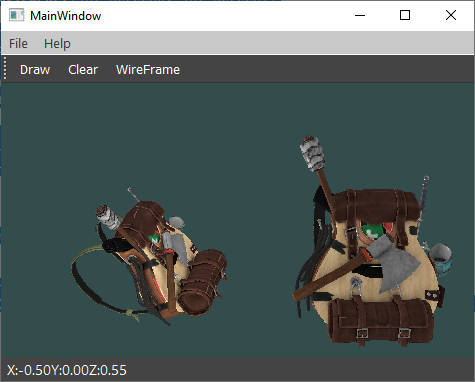 MainWindow
File Help
Draw Clear WireFrame
X:-0.50Y:0.00Z:0.55